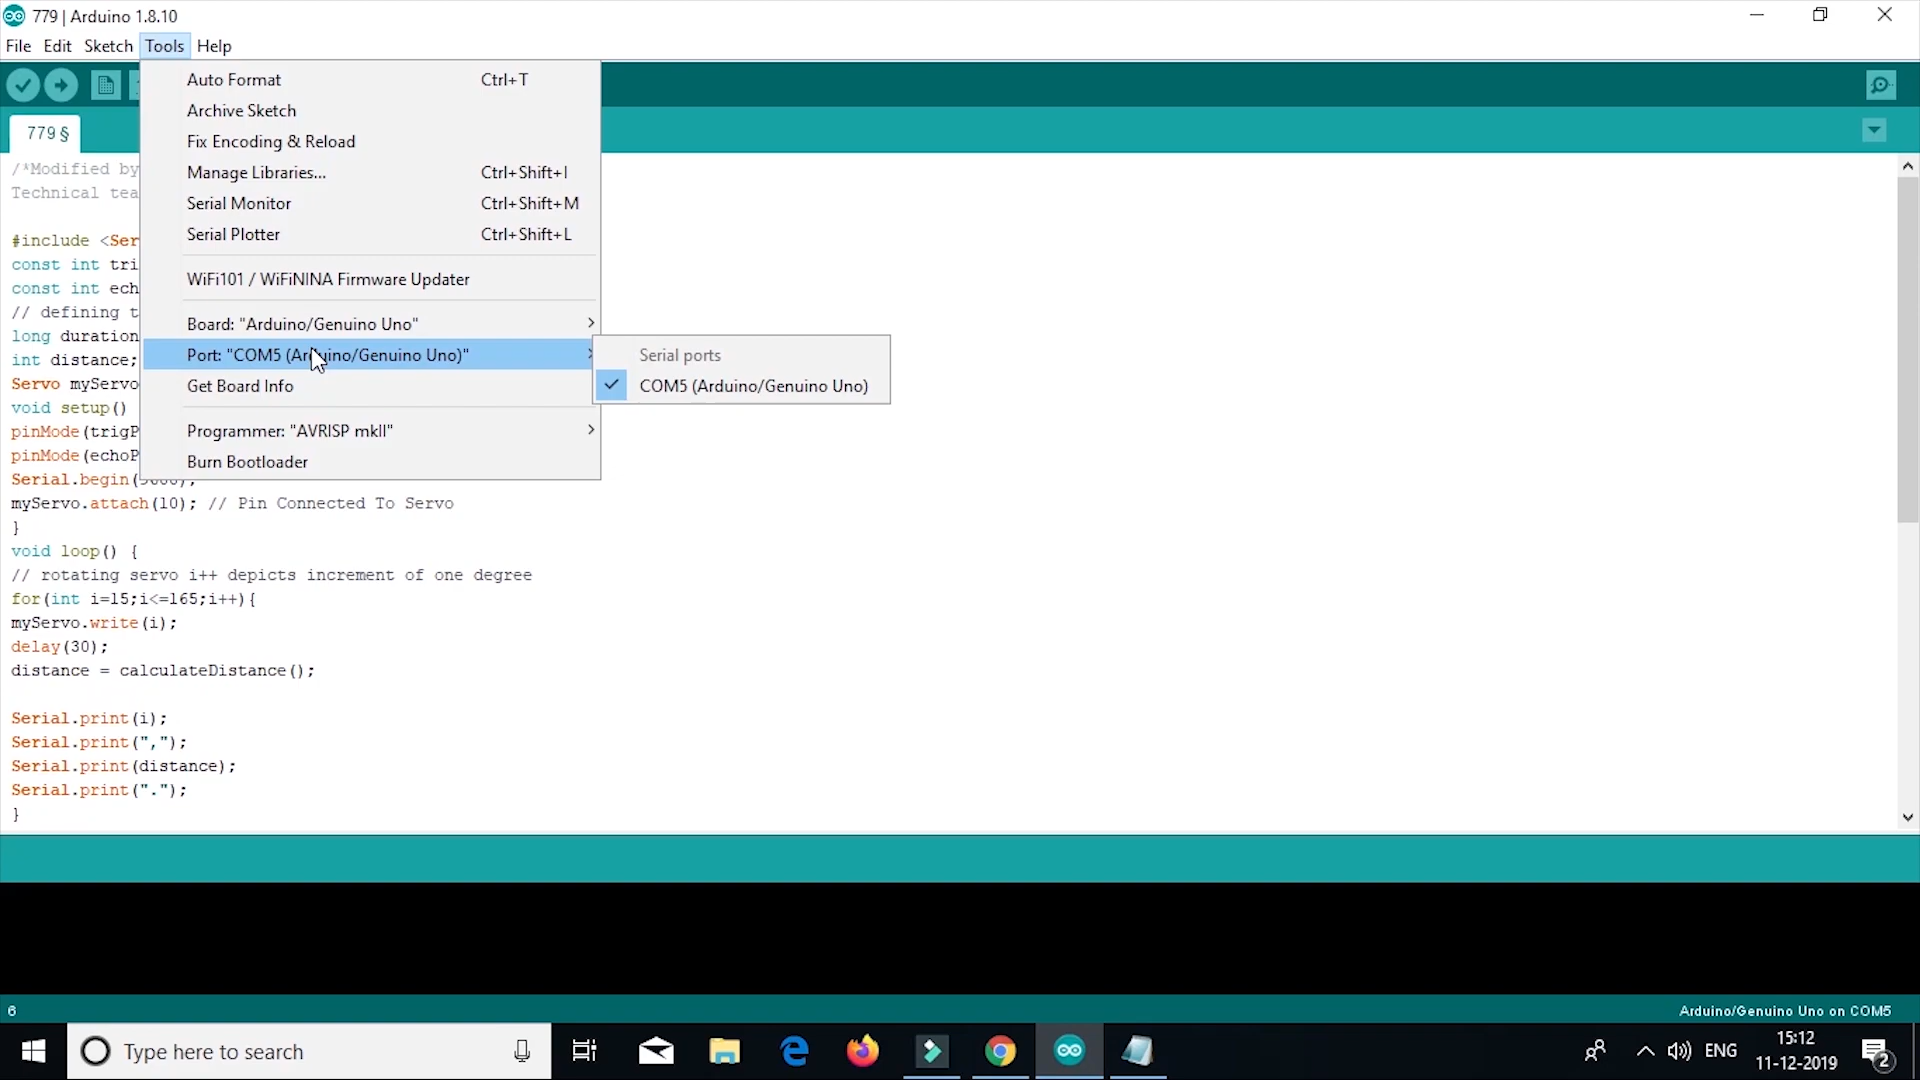 779 | Arduino 1.8.10
File Edit Sketch Tools Help
Auto Format Ctrl+T
Archive Sketch
Fix Encoding & Reload
Manage Libraries... Ctrl+Shift+I
Serial Monitor Ctrl+Shift+M
Serial Plotter Ctrl+Shift+L
WiFi101 / WiFiNINA Firmware Updater
Board: "Arduino/Genuino Uno"
Port: "COM5 (Arduino/Genuino Uno)"
Get Board Info
Programmer: "AVRISP mkII"
Burn Bootloader
Serial ports
COM5 (Arduino/Genuino Uno)
779 §
/*Modified by
Technical tea
#include <Ser
const int tri
const int ech
// defining t
long duration
int distance;
Servo myServo
void setup()
pinMode(trigP
pinMode(echoP
Serial.begin(9600);
myServo.attach(10); // Pin Connected To Servo
}
void loop() {
// rotating servo i++ depicts increment of one degree
for(int i=15;i<=165;i++){
myServo.write(i);
delay(30);
distance = calculateDistance();
Serial.print(i);
Serial.print(",");
Serial.print(distance);
Serial.print(".");
}
6
Arduino/Genuino Uno on COM5
Type here to search
ENG
15:12
11-12-2019
2